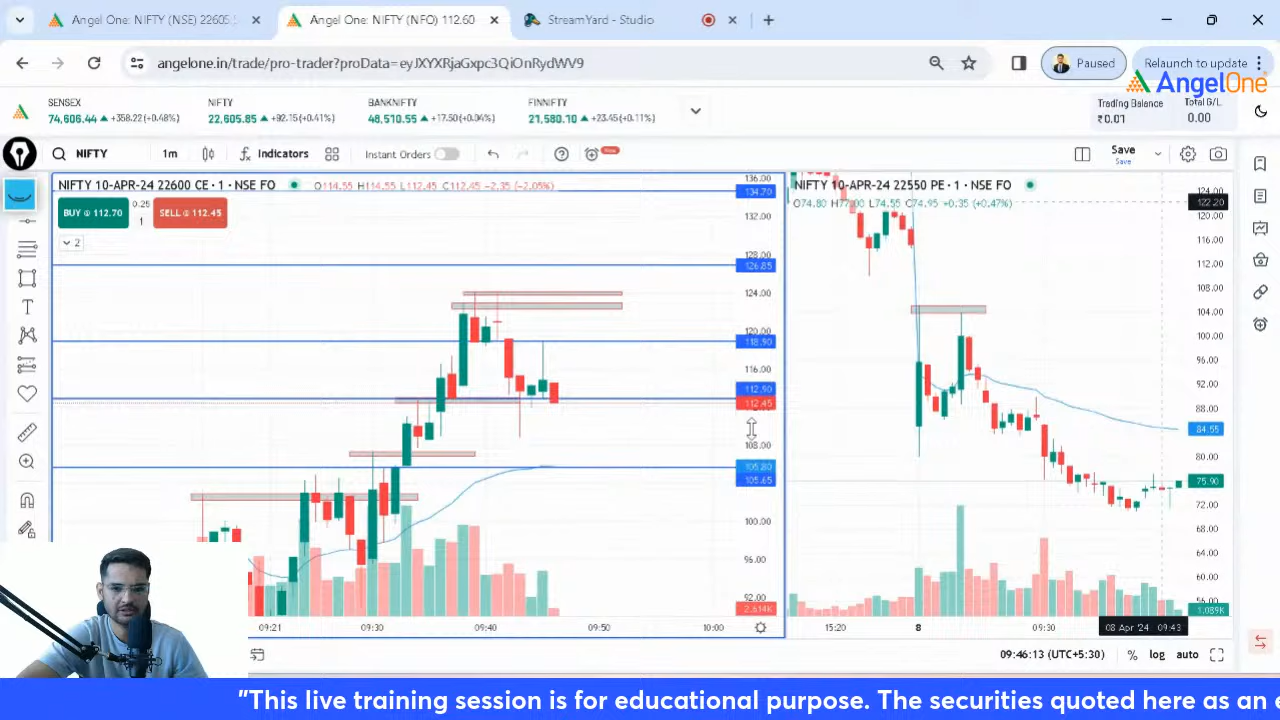 Angel One: NIFTY (NSE) 22605.
Angel One: NIFTY (NFO) 112.60
StreamYard - Studio
angelone.in/trade/pro-trader?proData=eyJXYXRjaGxpc3QiOnRydWV9
Paused
Relaunch to update
AngelOne
SENSEX
74,606.44 +358.22 (+0.48%)
NIFTY
22,605.85 +92.15 (+0.41%)
BANKNIFTY
48,510.55 +17.50 (+0.04%)
FINNIFTY
21,580.10 +23.45 (+0.11%)
Trading Balance
₹0.01
Total G/L
0.00
NIFTY
1m
Indicators
Instant Orders
New
Save
Save
NIFTY 10-APR-24 22600 CE · 1 · NSE FO
O114.55 H114.55 L112.45 C112.45 -2.35 (-2.05%)
BUY @ 112.70
0.25
1
SELL @ 112.45
2
136.00
134.70
132.00
128.00
126.85
124.00
120.00
118.90
116.00
112.90
112.45
108.00
105.80
105.65
100.00
96.00
92.00
2.614K
09:21
09:30
09:40
09:50
10:00
NIFTY 10-APR-24 22550 PE · 1 · NSE FO
O74.80 H77.00 L74.55 C74.95 +0.35 (+0.47%)
124.00
122.20
120.00
116.00
112.00
108.00
104.00
100.00
96.00
92.00
88.00
84.55
80.00
75.90
72.00
68.00
64.00
60.00
1.089K
15:20
8
09:30
08 Apr '24 09:43
09:46:13 (UTC+5:30)
%
log
auto
"This live training session is for educational purpose. The securities quoted here as an